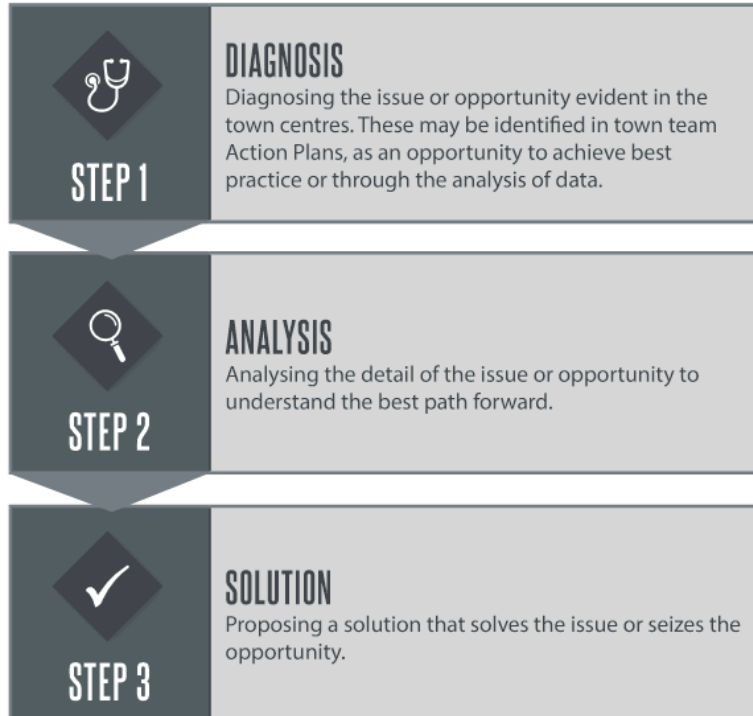 STEP 1
DIAGNOSIS
Diagnosing the issue or opportunity evident in the
town centres. These may be identified in town team
Action Plans, as an opportunity to achieve best
practice or through the analysis of data.
STEP 2
ANALYSIS
Analysing the detail of the issue or opportunity to
understand the best path forward.
STEP 3
SOLUTION
Proposing a solution that solves the issue or seizes the
opportunity.